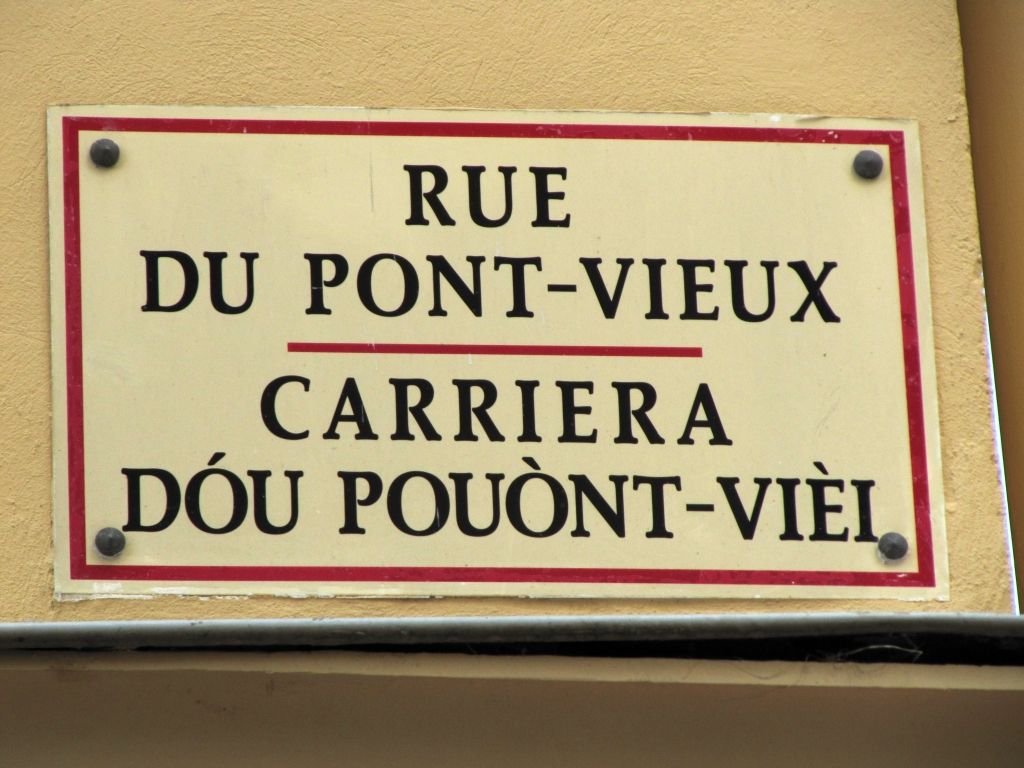 RUE
DU PONT-VIEUX
CARRIERA
DÓU POUÒNT-VIÈI